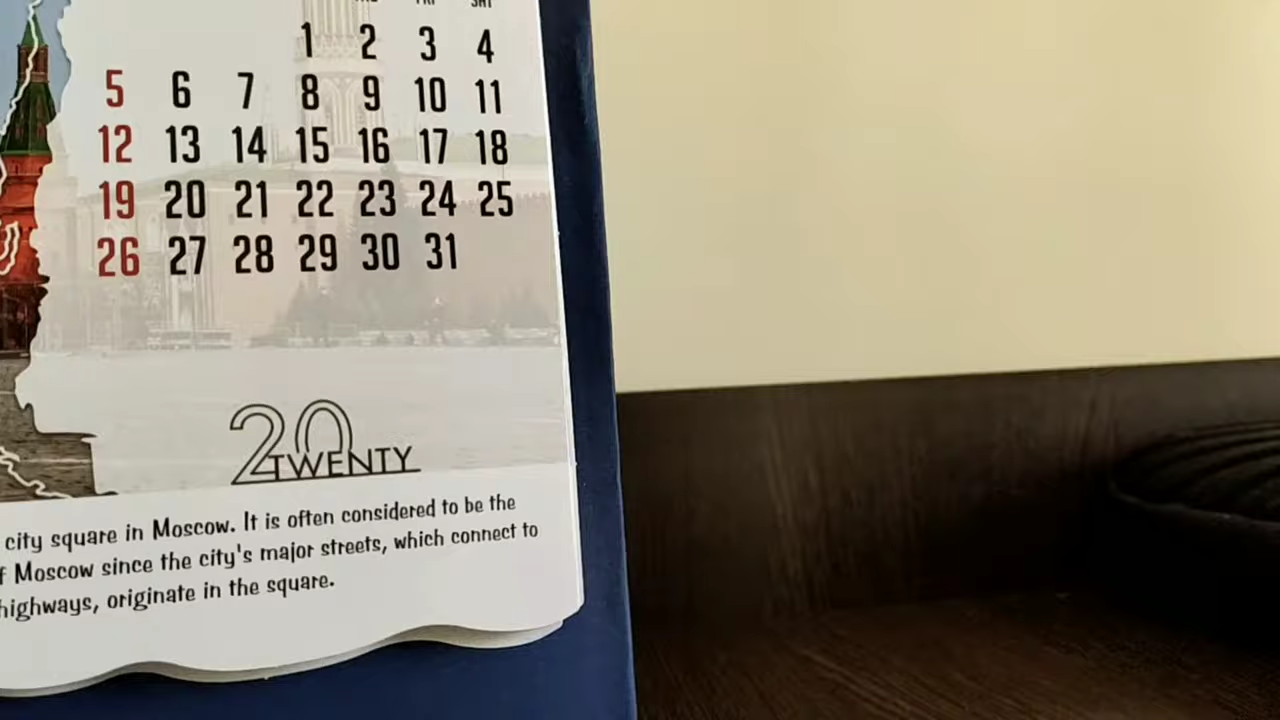 1 2 3 4
5 6 7 8 9 10 11
12 13 14 15 16 17 18
19 20 21 22 23 24 25
26 27 28 29 30 31
20
TWENTY
city square in Moscow. It is often considered to be the
Moscow since the city's major streets, which connect to
highways, originate in the square.